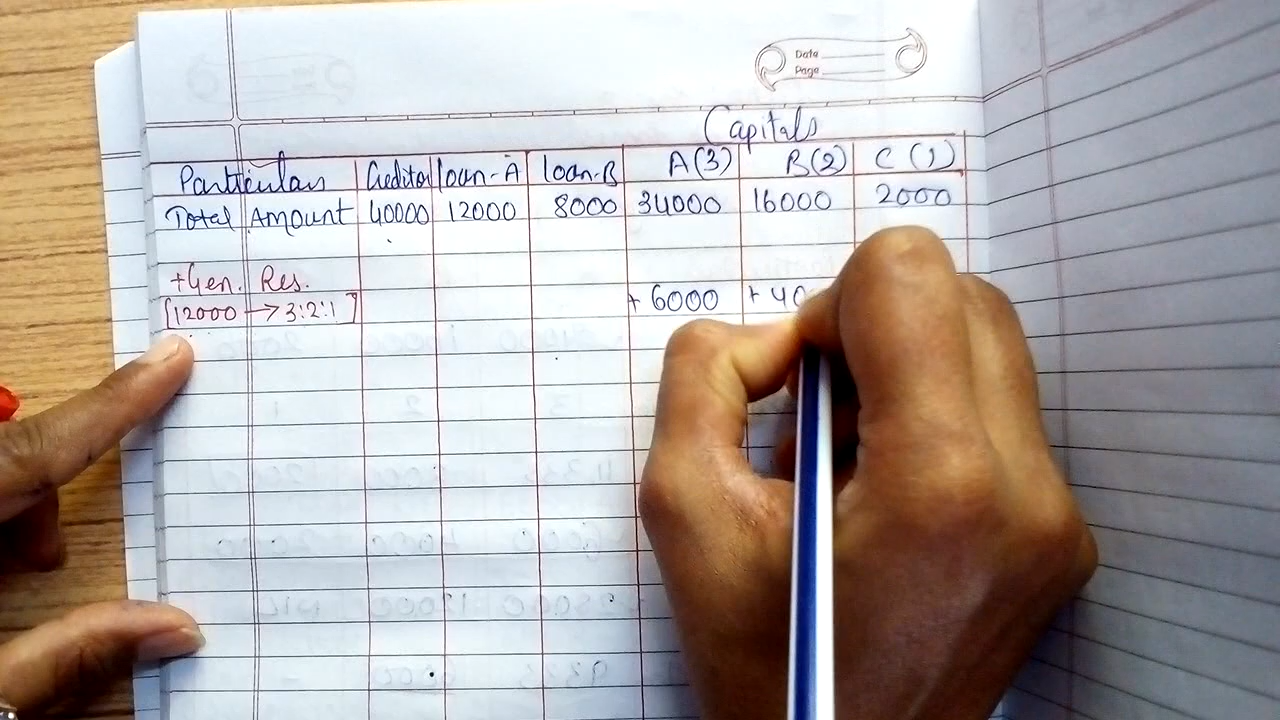 Date
Page
Capitals
Particulars Creditor loan-A loan-B A(3) B(2) C(1)
Total Amount 40000 12000 8000 34000 16000 2000
+Gen. Res.
[12000 → 3:2:1] +6000 +40